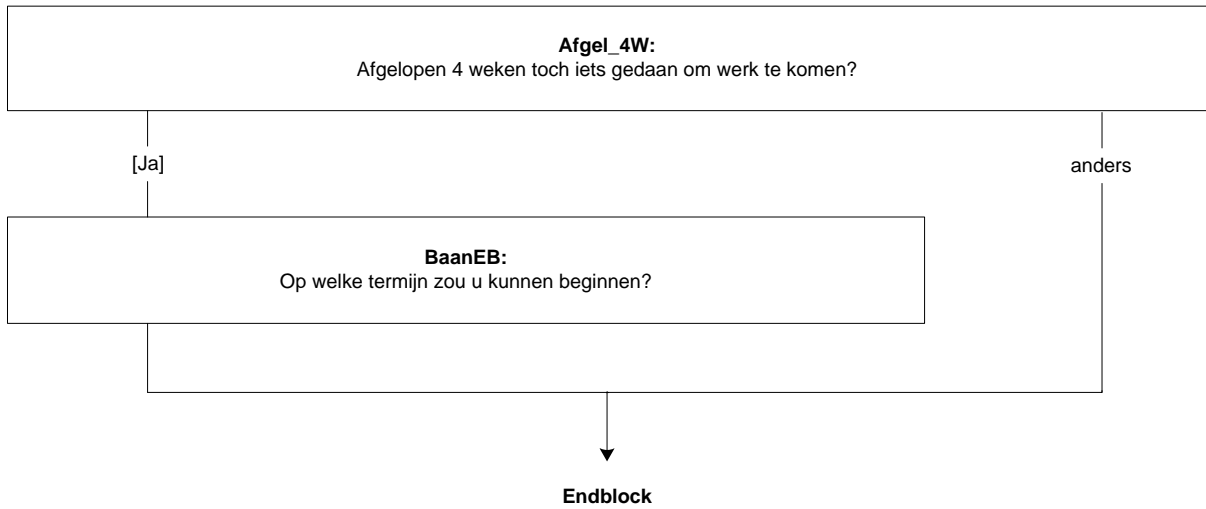 Afgel_4W:
Afgelopen 4 weken toch iets gedaan om werk te komen?
[Ja]
anders
BaanEB:
Op welke termijn zou u kunnen beginnen?
Endblock